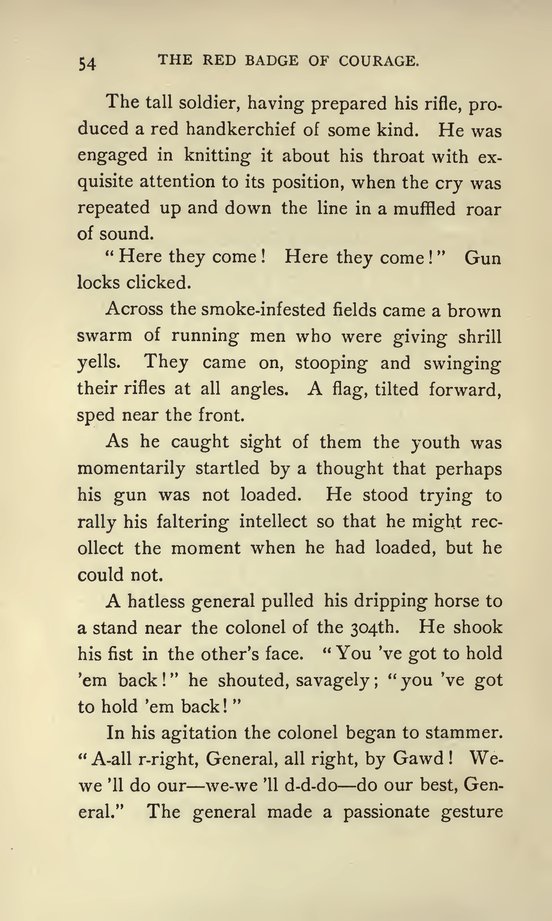 54 THE RED BADGE OF COURAGE.
The tall soldier, having prepared his rifle, pro-
duced a red handkerchief of some kind. He was
engaged in knitting it about his throat with ex-
quisite attention to its position, when the cry was
repeated up and down the line in a muffled roar
of sound.
"Here they come! Here they come!" Gun
locks clicked.
Across the smoke-infested fields came a brown
swarm of running men who were giving shrill
yells. They came on, stooping and swinging
their rifles at all angles. A flag, tilted forward,
sped near the front.
As he caught sight of them the youth was
momentarily startled by a thought that perhaps
his gun was not loaded. He stood trying to
rally his faltering intellect so that he might rec-
ollect the moment when he had loaded, but he
could not.
A hatless general pulled his dripping horse to
a stand near the colonel of the 304th. He shook
his fist in the other's face. "You 've got to hold
'em back!" he shouted, savagely; "you 've got
to hold 'em back!"
In his agitation the colonel began to stammer.
"A-all r-right, General, all right, by Gawd! We-
we 'll do our—we-we 'll d-d-do—do our best, Gen-
eral." The general made a passionate gesture